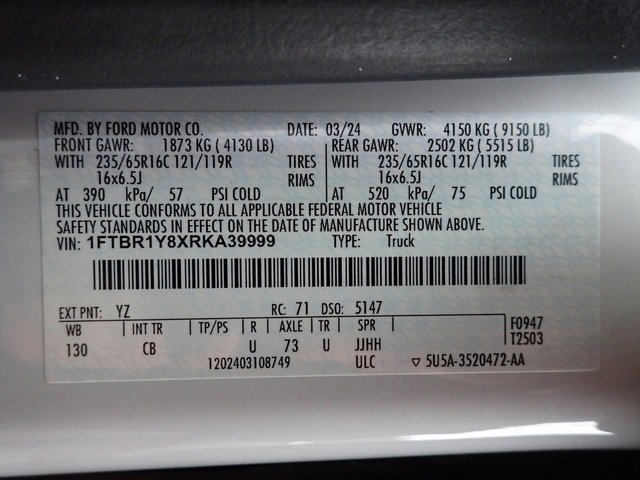 MFD. BY FORD MOTOR CO. DATE: 03/24 GVWR: 4150 KG ( 9150 LB)
FRONT GAWR: 1873 KG ( 4130 LB) REAR GAWR: 2502 KG ( 5515 LB)
WITH 235/65R16C 121/119R TIRES WITH 235/65R16C 121/119R TIRES
16x6.5J RIMS 16x6.5J RIMS
AT 390 kPa/ 57 PSI COLD AT 520 kPa/ 75 PSI COLD
THIS VEHICLE CONFORMS TO ALL APPLICABLE FEDERAL MOTOR VEHICLE
SAFETY STANDARDS IN EFFECT ON THE DATE OF MANUFACTURE SHOWN ABOVE.
VIN: 1FTBR1Y8XRKA39999 TYPE: Truck
EXT PNT: YZ RC: 71 DSO: 5147
WB INT TR TP/PS R AXLE TR SPR F0947
130 CB U 73 U JJHH T2503
1202403108749 ULC ▽ 5U5A-3520472-AA